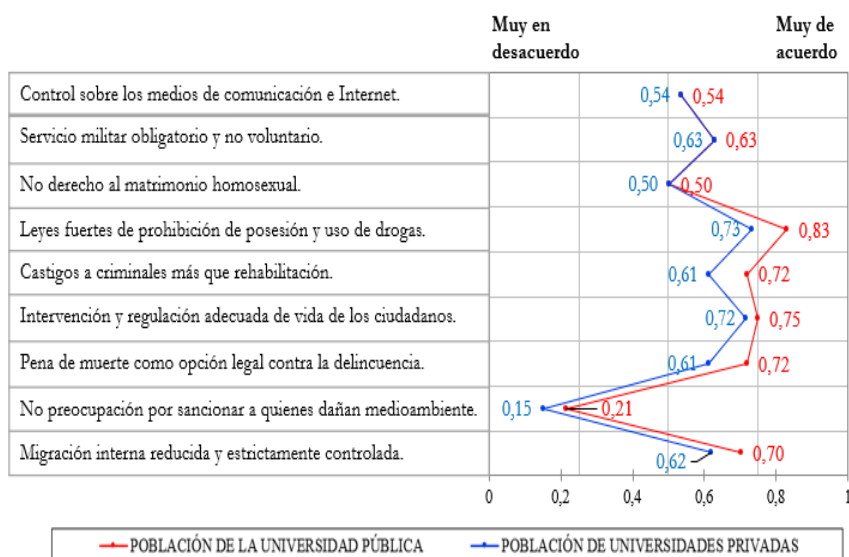 Muy en
desacuerdo
Muy de
acuerdo
Control sobre los medios de comunicación e Internet.
0,54 0,54
Servicio militar obligatorio y no voluntario.
0,63 0,63
No derecho al matrimonio homosexual.
0,50 0,50
Leyes fuertes de prohibición de posesión y uso de drogas.
0,73 0,83
Castigos a criminales más que rehabilitación.
0,61 0,72
Intervención y regulación adecuada de vida de los ciudadanos.
0,72 0,75
Pena de muerte como opción legal contra la delincuencia.
0,61 0,72
No preocupación por sancionar a quienes dañan medioambiente.
0,15 0,21
Migración interna reducida y estrictamente controlada.
0,62 0,70
0 0,2 0,4 0,6 0,8 1
POBLACIÓN DE LA UNIVERSIDAD PÚBLICA POBLACIÓN DE UNIVERSIDADES PRIVADAS